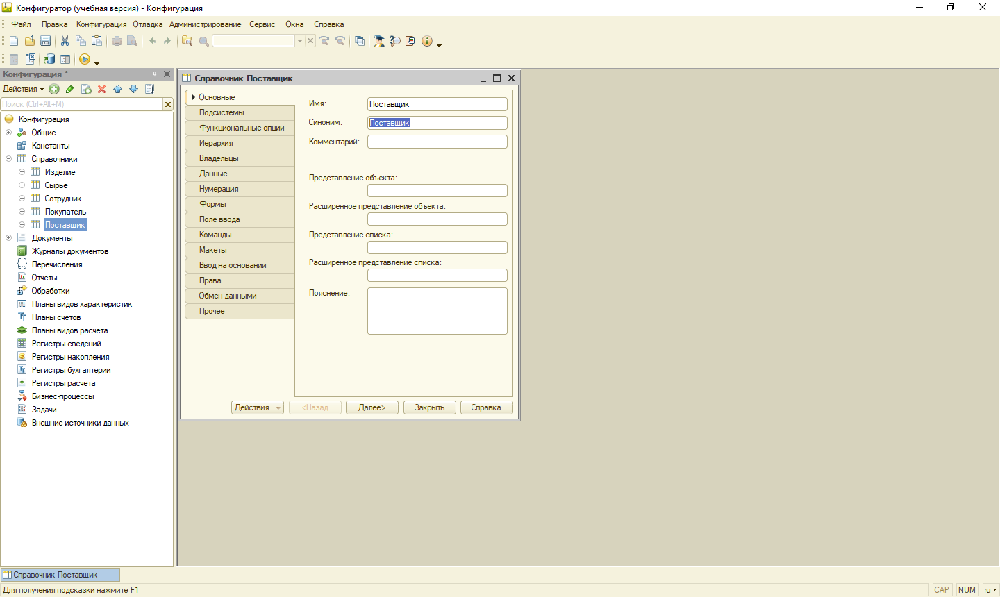 Конфигуратор (учебная версия) - Конфигурация
Файл Правка Конфигурация Отладка Администрирование Сервис Окна Справка
Конфигурация *
Действия
Поиск (Ctrl+Alt+M)
Конфигурация
Общие
Константы
Справочники
Изделие
Сырьё
Сотрудник
Покупатель
Поставщик
Документы
Журналы документов
Перечисления
Отчеты
Обработки
Планы видов характеристик
Планы счетов
Планы видов расчета
Регистры сведений
Регистры накопления
Регистры бухгалтерии
Регистры расчета
Бизнес-процессы
Задачи
Внешние источники данных
Справочник Поставщик
Основные
Подсистемы
Функциональные опции
Иерархия
Владельцы
Данные
Нумерация
Формы
Поле ввода
Команды
Макеты
Ввод на основании
Права
Обмен данными
Прочее
Имя: Поставщик
Синоним: Поставщик
Комментарий:
Представление объекта:
Расширенное представление объекта:
Представление списка:
Расширенное представление списка:
Пояснение:
Действия <Назад Далее> Закрыть Справка
Справочник Поставщик
Для получения подсказки нажмите F1 CAP NUM ru